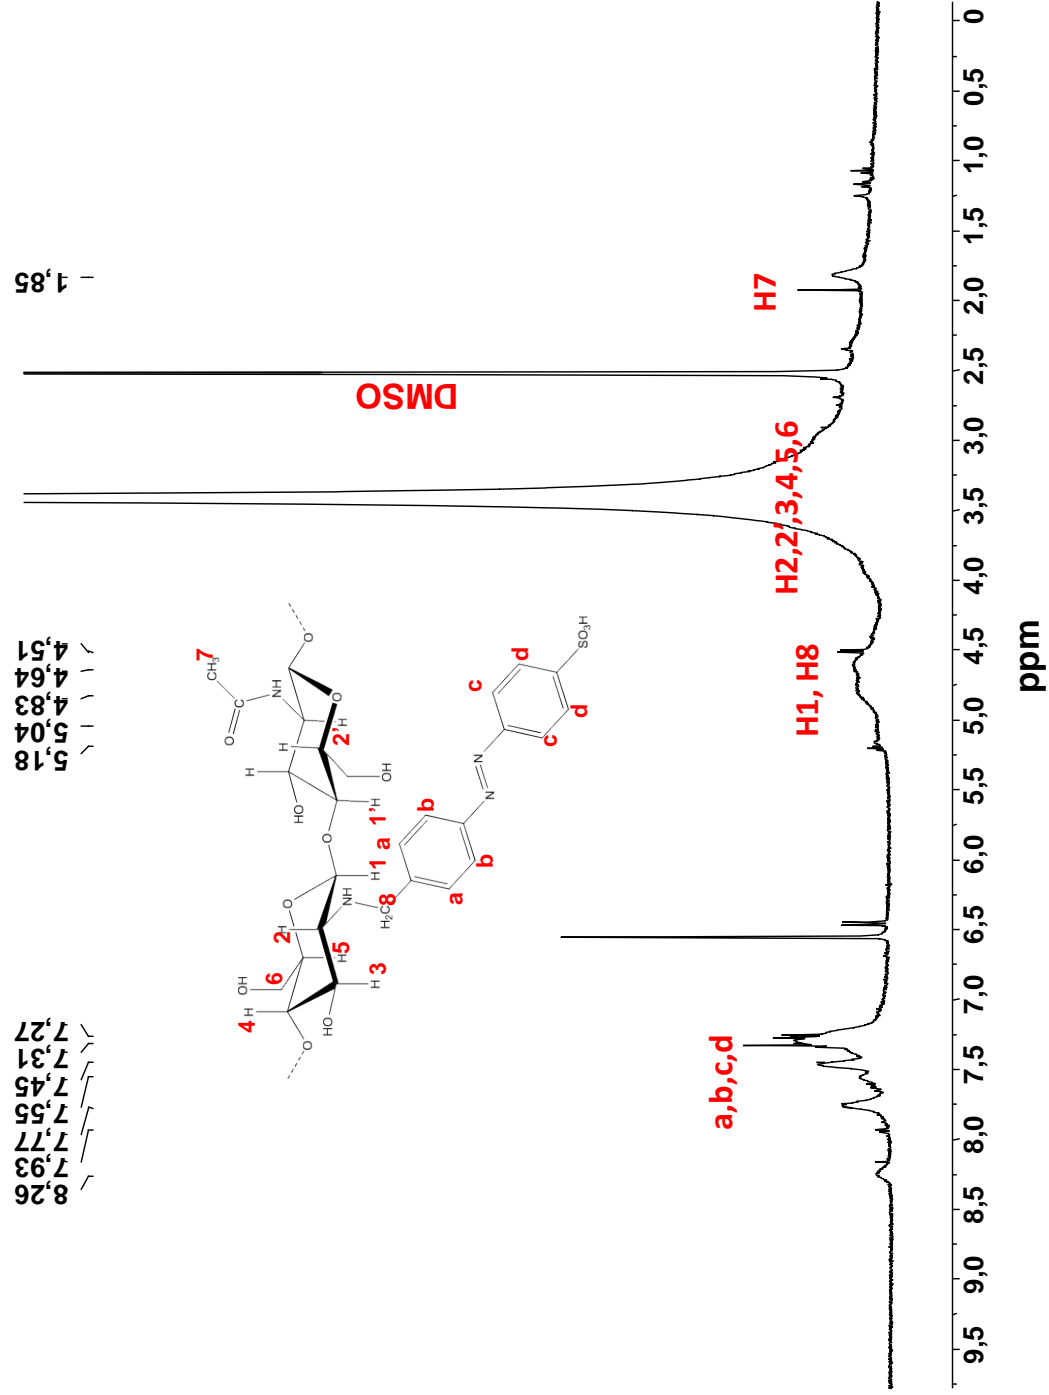 8,26
7,93
7,77
7,55
7,45
7,31
7,27
5,18
5,04
4,83
4,64
4,51
1,85
DMSO
H7
H2,2',3,4,5,6
H1, H8
a,b,c,d
7
CH₃
O
C
NH
O
H
2'
H
H
O
HO
OH
H
1'
O
H
1
O
NH
H
2
H
5
H₂C
8
OH
6
H
3
4
H
HO
O
a
b
a
b
N
N
c
d
c
d
SO₃H
9,5
9,0
8,5
8,0
7,5
7,0
6,5
6,0
5,5
5,0
4,5
4,0
3,5
3,0
2,5
2,0
1,5
1,0
0,5
0
ppm